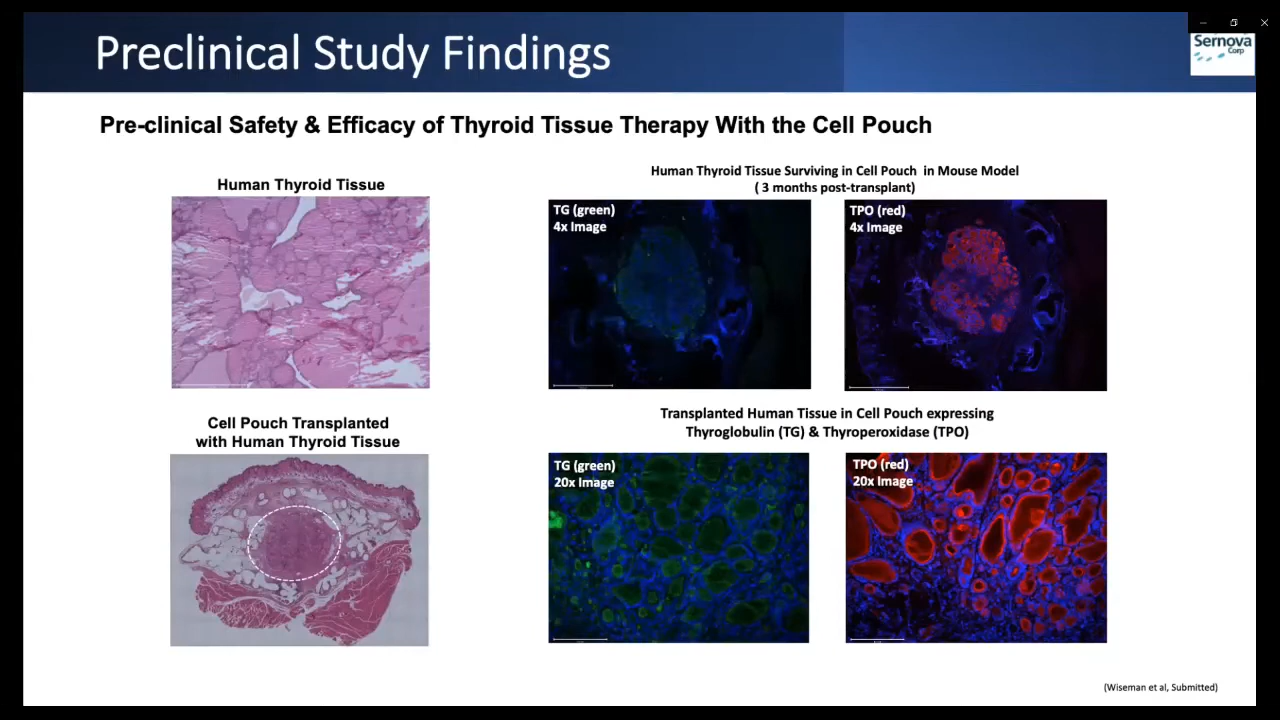 Preclinical Study Findings
Sernova
Corp
Pre-clinical Safety & Efficacy of Thyroid Tissue Therapy With the Cell Pouch
Human Thyroid Tissue
Human Thyroid Tissue Surviving in Cell Pouch in Mouse Model
( 3 months post-transplant)
TG (green)
4x Image
TPO (red)
4x Image
Cell Pouch Transplanted
with Human Thyroid Tissue
Transplanted Human Tissue in Cell Pouch expressing
Thyroglobulin (TG) & Thyroperoxidase (TPO)
TG (green)
20x Image
TPO (red)
20x Image
(Wiseman et al, Submitted)